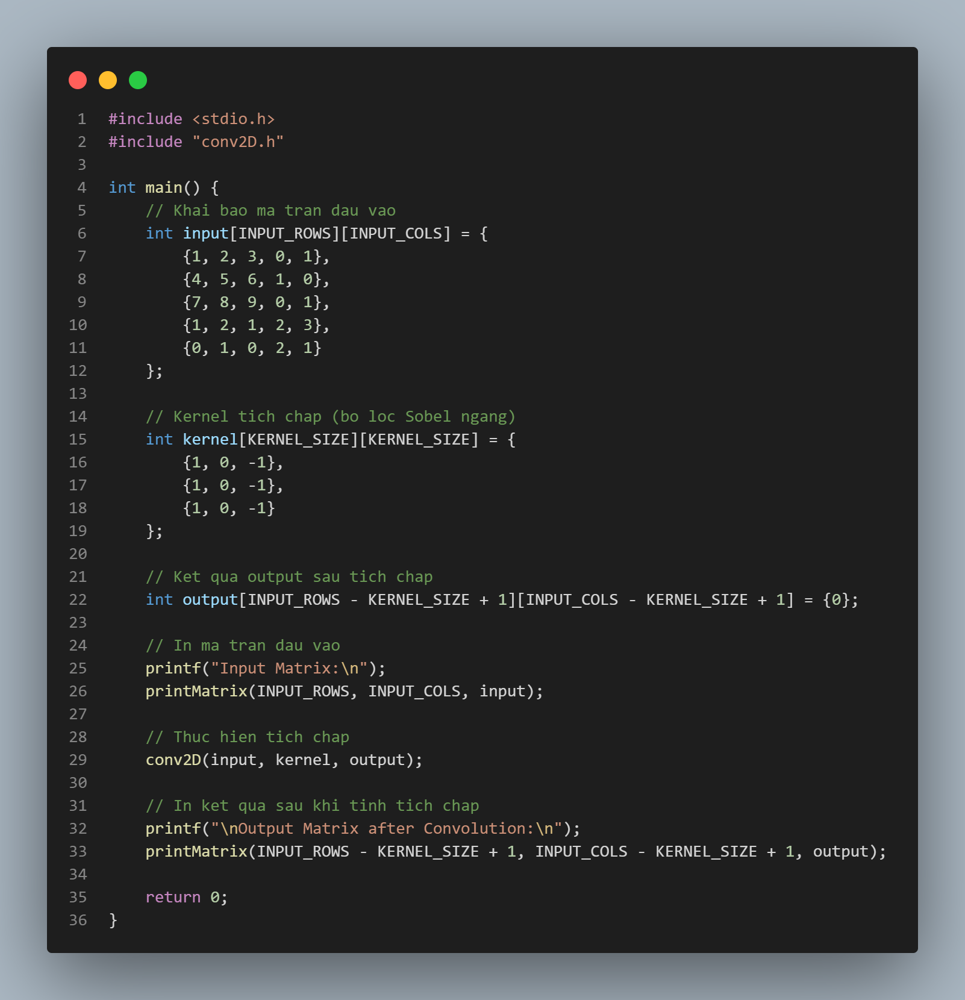 1 #include <stdio.h>
2 #include "conv2D.h"
3
4 int main() {
5     // Khai bao ma tran dau vao
6     int input[INPUT_ROWS][INPUT_COLS] = {
7         {1, 2, 3, 0, 1},
8         {4, 5, 6, 1, 0},
9         {7, 8, 9, 0, 1},
10         {1, 2, 1, 2, 3},
11         {0, 1, 0, 2, 1}
12     };
13
14     // Kernel tich chap (bo loc Sobel ngang)
15     int kernel[KERNEL_SIZE][KERNEL_SIZE] = {
16         {1, 0, -1},
17         {1, 0, -1},
18         {1, 0, -1}
19     };
20
21     // Ket qua output sau tich chap
22     int output[INPUT_ROWS - KERNEL_SIZE + 1][INPUT_COLS - KERNEL_SIZE + 1] = {0};
23
24     // In ma tran dau vao
25     printf("Input Matrix:\n");
26     printMatrix(INPUT_ROWS, INPUT_COLS, input);
27
28     // Thuc hien tich chap
29     conv2D(input, kernel, output);
30
31     // In ket qua sau khi tinh tich chap
32     printf("\nOutput Matrix after Convolution:\n");
33     printMatrix(INPUT_ROWS - KERNEL_SIZE + 1, INPUT_COLS - KERNEL_SIZE + 1, output);
34
35     return 0;
36 }